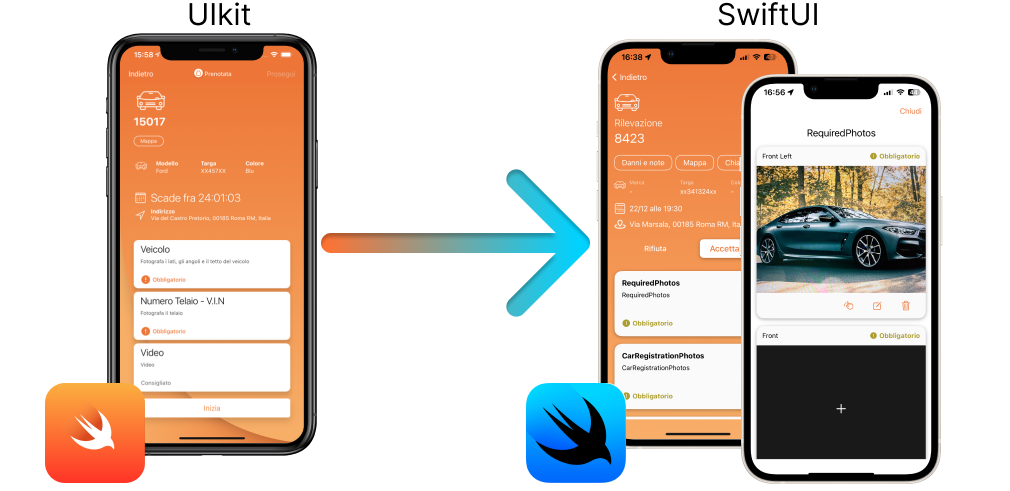 UIkit
SwiftUI
15:58
Indietro
Prenotata
Prosegui
15017
Mappa
Modello
Targa
Colore
Ford
XX457XX
Blu
Scade fra 24:01:03
Indirizzo
Via del Castro Pretorio, 00185 Roma RM, Italia
Veicolo
Fotografa i lati, gli angoli e il tetto del veicolo
Obbligatorio
Numero Telaio - V.I.N
Fotografa il telaio
Obbligatorio
Video
Video
Consigliato
Inizia
16:38
Indietro
Rilevazione
8423
Danni e note
Mappa
Chia
Marca
Targa
-
xx341324xx
22/12 alle 19:30
Via Marsala, 00185 Roma RM, Ita
Rifiuta
Accetta
RequiredPhotos
RequiredPhotos
Obbligatorio
CarRegistrationPhotos
CarRegistrationPhotos
Obbligatorio
16:56
Chiudi
RequiredPhotos
Front Left
Obbligatorio
Front
Obbligatorio